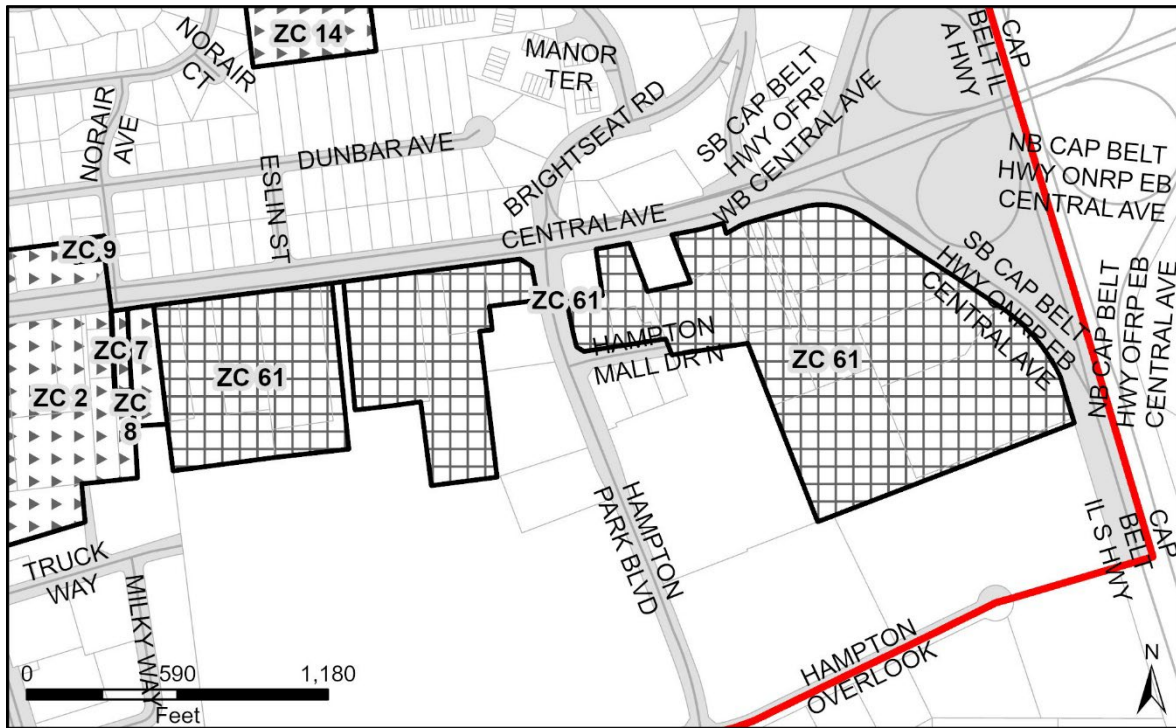 ZC 14
NORAIR
CT
MANOR
TER
CAP
BELT IL
A HWY
NORAIR
AVE
DUNBAR AVE
ESLIN ST
BRIGHTSEAT RD
SB CAP BELT
HWY OFRP
WB CENTRAL AVE
NB CAP BELT
HWY ONRP EB
CENTRAL AVE
CENTRAL AVE
ZC 9
SB CAP BELT
HWY ONRP EB
CENTRAL AVE
NB CAP BELT
HWY OFRP EB
CENTRAL AVE
ZC 61
ZC 7
ZC 2
ZC
8
ZC 61
HAMPTON
MALL DR N
ZC 61
HAMPTON
PARK BLVD
CAP
BELT
IL S HWY
TRUCK
WAY
MILKY WAY
HAMPTON
OVERLOOK
0 590 1,180
Feet
N